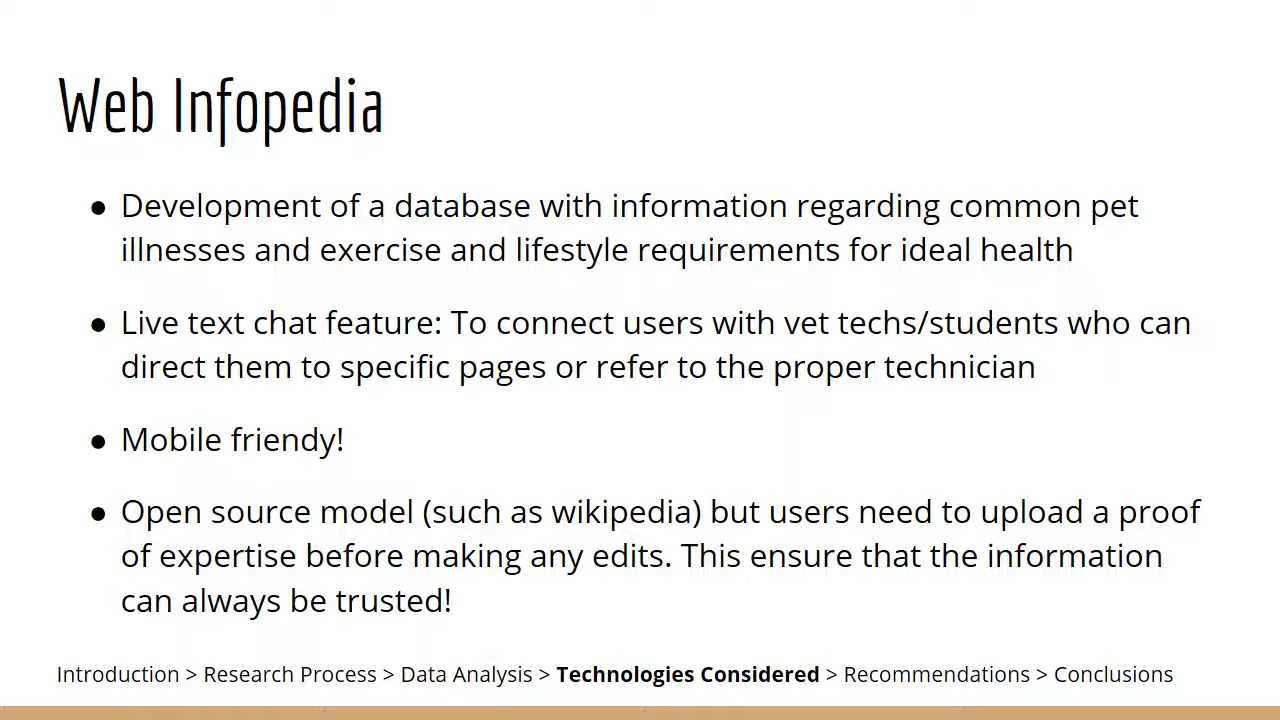 Web Infopedia
● Development of a database with information regarding common pet
illnesses and exercise and lifestyle requirements for ideal health
● Live text chat feature: To connect users with vet techs/students who can
direct them to specific pages or refer to the proper technician
● Mobile friendy!
● Open source model (such as wikipedia) but users need to upload a proof
of expertise before making any edits. This ensure that the information
can always be trusted!
Introduction > Research Process > Data Analysis > Technologies Considered > Recommendations > Conclusions